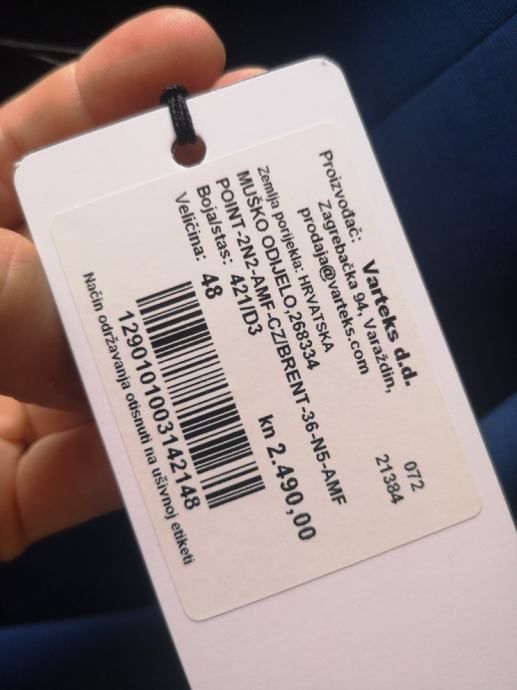 Proizvođač: Varteks d.d.
Zagrebačka 94, Varaždin,
prodaja@varteks.com
072
21384
Zemlja porijekla: HRVATSKA
MUŠKO ODIJELO,268334
POINT-2N2-AMF-CZ/BRENT-36-N5-AMF
Boja/stas: 421/D3
Veličina: 48
kn 2.490,00
1290101003142148
Način održavanja otisnuti na ušivnoj etiketi